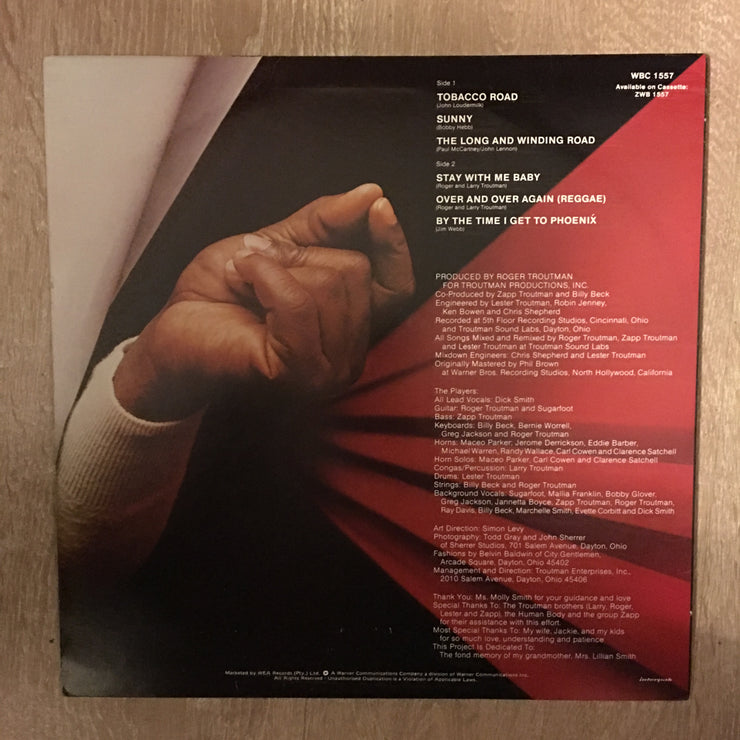 WBC 1557
Available on Cassette:
ZWB 1557
Side 1
TOBACCO ROAD
(John Loudermilk)
SUNNY
(Bobby Hebb)
THE LONG AND WINDING ROAD
(Paul McCartney/John Lennon)
Side 2
STAY WITH ME BABY
(Roger and Larry Troutman)
OVER AND OVER AGAIN (REGGAE)
(Roger and Larry Troutman)
BY THE TIME I GET TO PHOENIX
(Jim Webb)
PRODUCED BY ROGER TROUTMAN
FOR TROUTMAN PRODUCTIONS, INC.
Co-Produced by Zapp Troutman and Billy Beck
Engineered by Lester Troutman, Robin Jenney,
Ken Bowen and Chris Shepherd
Recorded at 5th Floor Recording Studios, Cincinnati, Ohio
and Troutman Sound Labs, Dayton, Ohio
All Songs Mixed and Remixed by Roger Troutman, Zapp Troutman
and Lester Troutman at Troutman Sound Labs
Mixdown Engineers: Chris Shepherd and Lester Troutman
Originally Mastered by Phil Brown
at Warner Bros. Recording Studios, North Hollywood, California
The Players:
All Lead Vocals: Dick Smith
Guitar: Roger Troutman and Sugarfoot
Bass: Zapp Troutman
Keyboards: Billy Beck, Bernie Worrell,
Greg Jackson and Roger Troutman
Horns: Maceo Parker, Jerome Derrickson, Eddie Barber,
Michael Warren, Randy Wallace, Carl Cowen and Clarence Satchell
Horn Solos: Maceo Parker, Carl Cowen and Clarence Satchell
Congas/Percussion: Larry Troutman
Drums: Lester Troutman
Strings: Billy Beck and Roger Troutman
Background Vocals: Sugarfoot, Mallia Franklin, Bobby Glover,
Greg Jackson, Jannetta Boyce, Zapp Troutman, Roger Troutman,
Ray Davis, Billy Beck, Marchelle Smith, Evette Corbitt and Dick Smith
Art Direction: Simon Levy
Photography: Todd Gray and John Sherrer
of Sherrer Studios, 701 Salem Avenue, Dayton, Ohio
Fashions by Belvin Baldwin of City Gentlemen,
Arcade Square, Dayton, Ohio 45402
Management and Direction: Troutman Enterprises, Inc.,
2010 Salem Avenue, Dayton, Ohio 45406
Thank You: Ms. Molly Smith for your guidance and love
Special Thanks To: The Troutman brothers (Larry, Roger,
Lester and Zapp), the Human Body and the group Zapp
for their assistance with this effort
Most Special Thanks To: My wife, Jackie, and my kids
for so much love, understanding and patience
This Project is Dedicated To:
The fond memory of my grandmother, Mrs. Lillian Smith
Marketed by WEA Records (Pty.) Ltd. A Warner Communications Company a division of Warner Communications Inc.
All Rights Reserved - Unauthorised Duplication is a Violation of Applicable Laws.